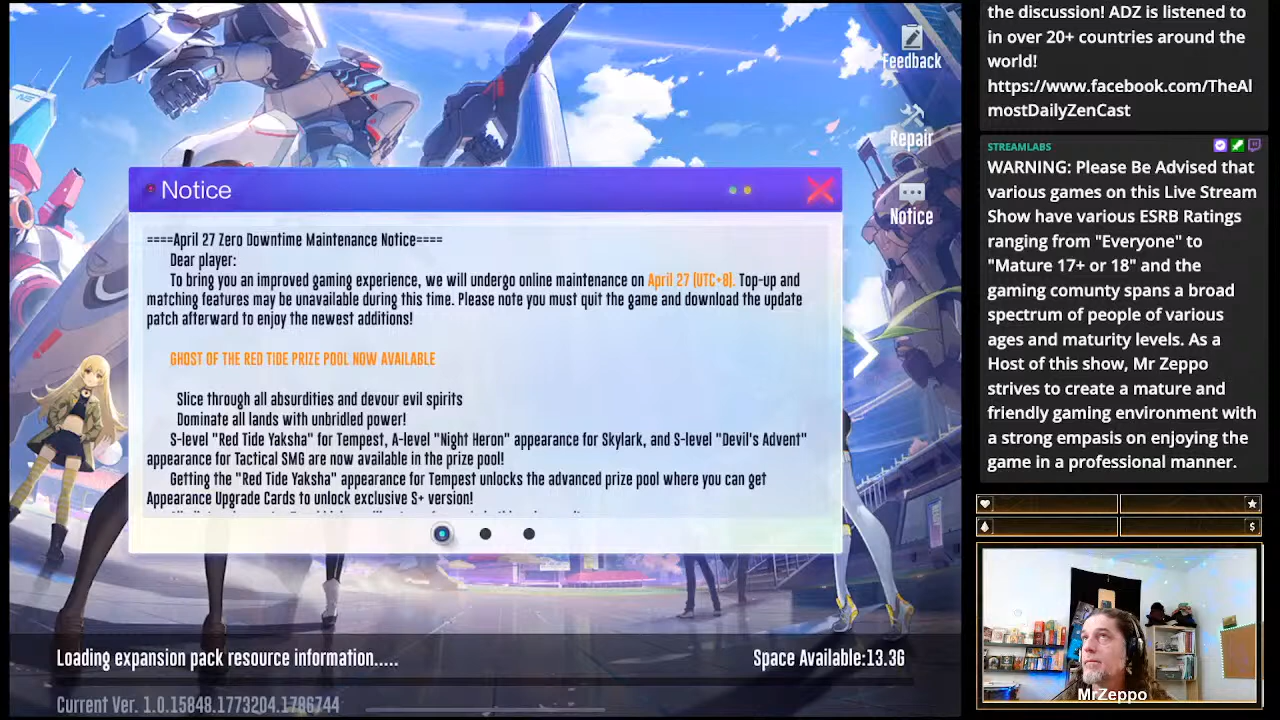 Feedback
Repair
Notice
Notice
====April 27 Zero Downtime Maintenance Notice====
Dear player:
To bring you an improved gaming experience, we will undergo online maintenance on April 27 (UTC+8). Top-up and
matching features may be unavailable during this time. Please note you must quit the game and download the update
patch afterward to enjoy the newest additions!
GHOST OF THE RED TIDE PRIZE POOL NOW AVAILABLE
Slice through all absurdities and devour evil spirits
Dominate all lands with unbridled power!
S-level "Red Tide Yaksha" for Tempest, A-level "Night Heron" appearance for Skylark, and S-level "Devil's Advent"
appearance for Tactical SMG are now available in the prize pool!
Getting the "Red Tide Yaksha" appearance for Tempest unlocks the advanced prize pool where you can get
Appearance Upgrade Cards to unlock exclusive S+ version!
Loading expansion pack resource information.....
Space Available:13.3G
Current Ver. 1.0.15848.1773204.1786744
the discussion! ADZ is listened to
in over 20+ countries around the
world!
https://www.facebook.com/TheAl
mostDailyZenCast
STREAMLABS
WARNING: Please Be Advised that
various games on this Live Stream
Show have various ESRB Ratings
ranging from "Everyone" to
"Mature 17+ or 18" and the
gaming comunty spans a broad
spectrum of people of various
ages and maturity levels. As a
Host of this show, Mr Zeppo
strives to create a mature and
friendly gaming environment with
a strong empasis on enjoying the
game in a professional manner.
MrZeppo